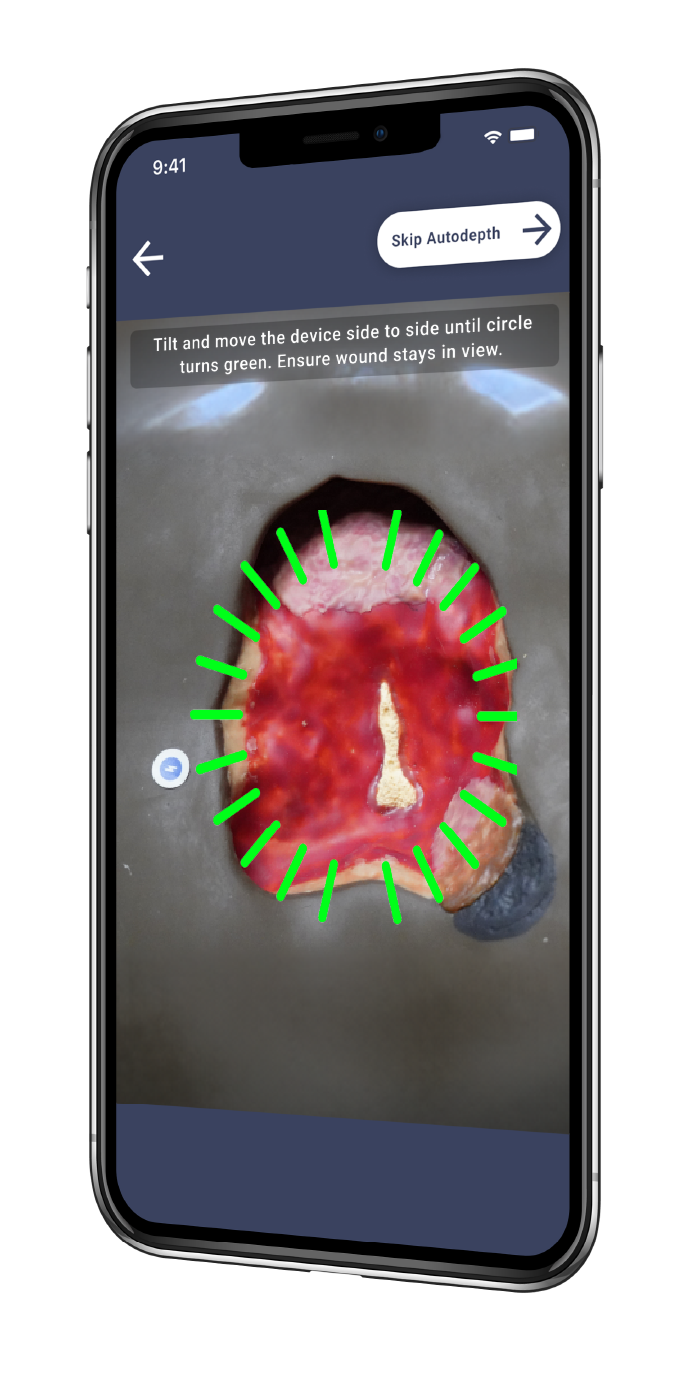 9:41
Skip Autodepth
Tilt and move the device side to side until circle
turns green. Ensure wound stays in view.